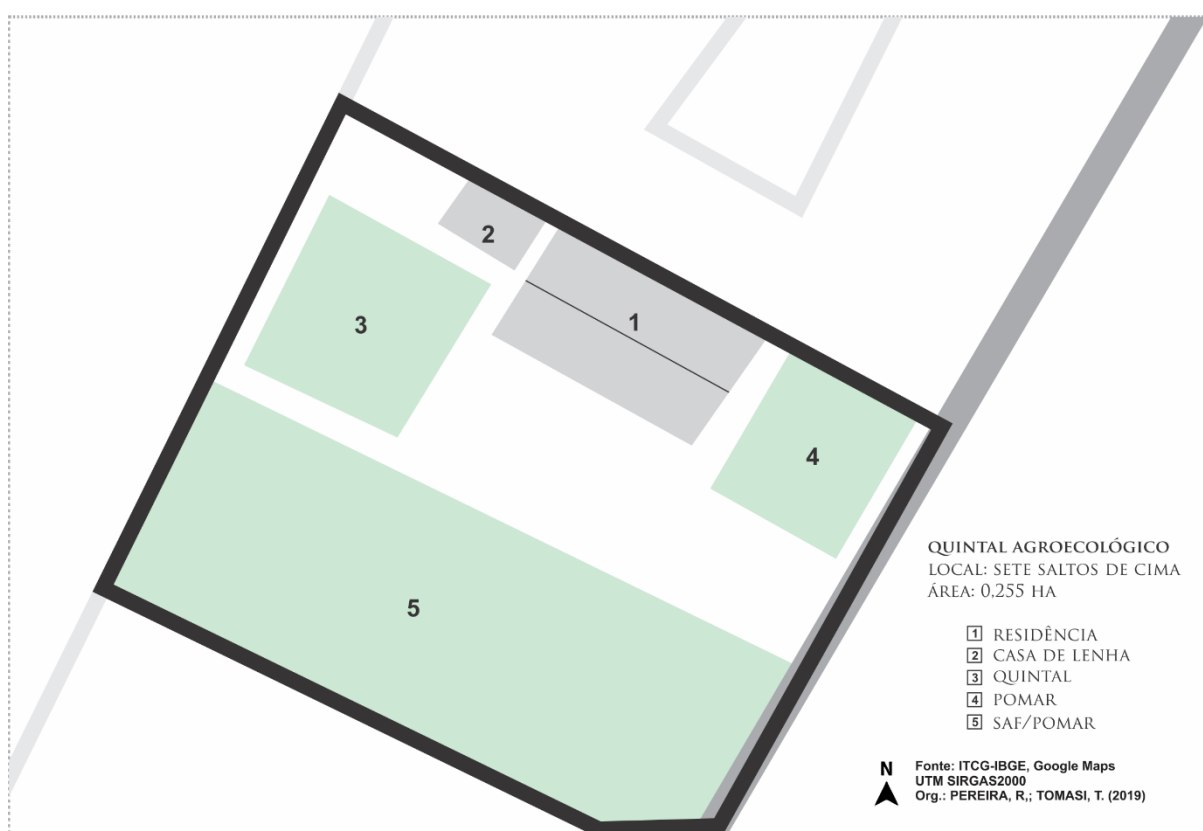 2
1
3
4
5
QUINTAL AGROECOLÓGICO
LOCAL: SETE SALTOS DE CIMA
ÁREA: 0,255 HA
1 RESIDÊNCIA
2 CASA DE LENHA
3 QUINTAL
4 POMAR
5 SAF/POMAR
N
Fonte: ITCG-IBGE, Google Maps
UTM SIRGAS2000
Org.: PEREIRA, R,; TOMASI, T. (2019)